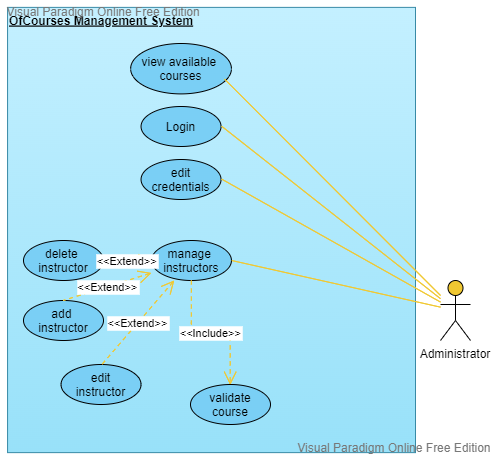 Visual Paradigm Online Free Edition
OfCourses Management System
view available
courses
Login
edit
credentials
delete
instructor
<<Extend>>
manage
instructors
<<Extend>>
add
instructor
<<Extend>>
<<Include>>
Administrator
edit
instructor
validate
course
Visual Paradigm Online Free Edition